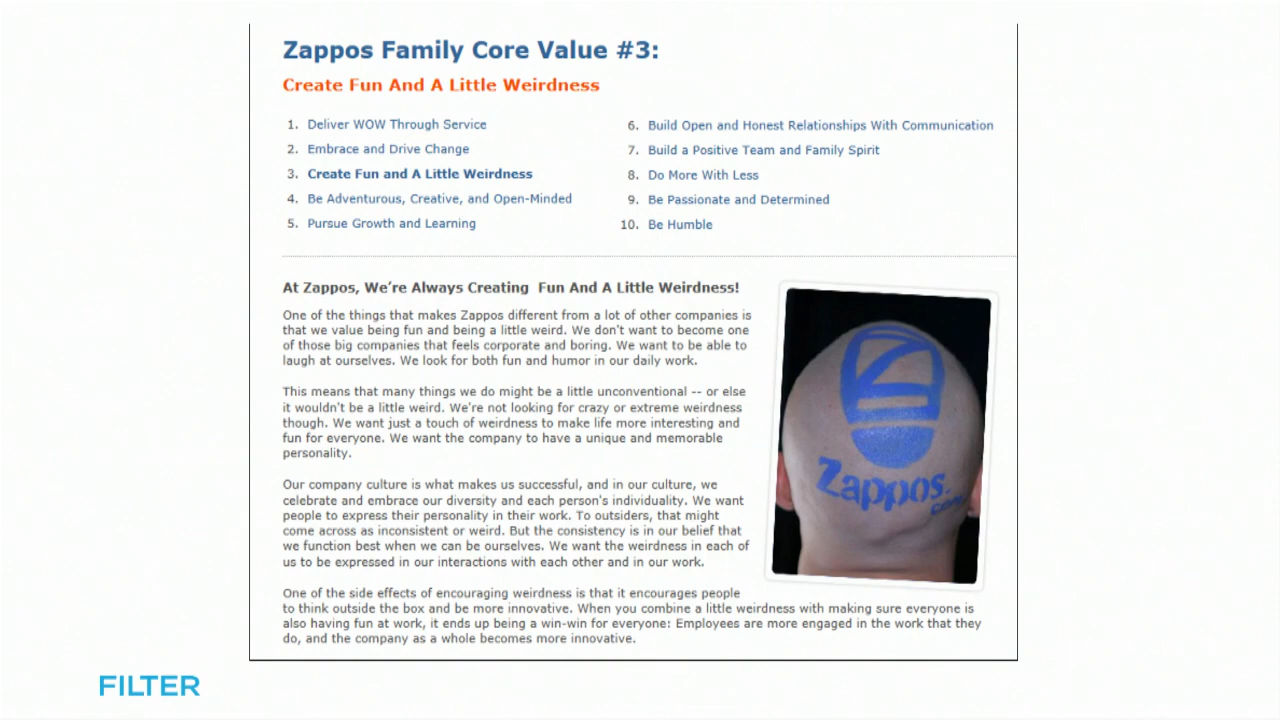 Zappos Family Core Value #3:
Create Fun And A Little Weirdness
1. Deliver WOW Through Service
2. Embrace and Drive Change
3. Create Fun and A Little Weirdness
4. Be Adventurous, Creative, and Open-Minded
5. Pursue Growth and Learning
6. Build Open and Honest Relationships With Communication
7. Build a Positive Team and Family Spirit
8. Do More With Less
9. Be Passionate and Determined
10. Be Humble
At Zappos, We're Always Creating Fun And A Little Weirdness!
One of the things that makes Zappos different from a lot of other companies is
that we value being fun and being a little weird. We don't want to become one
of those big companies that feels corporate and boring. We want to be able to
laugh at ourselves. We look for both fun and humor in our daily work.
This means that many things we do might be a little unconventional -- or else
it wouldn't be a little weird. We're not looking for crazy or extreme weirdness
though. We want just a touch of weirdness to make life more interesting and
fun for everyone. We want the company to have a unique and memorable
personality.
Our company culture is what makes us successful, and in our culture, we
celebrate and embrace our diversity and each person's individuality. We want
people to express their personality in their work. To outsiders, that might
come across as inconsistent or weird. But the consistency is in our belief that
we function best when we can be ourselves. We want the weirdness in each of
us to be expressed in our interactions with each other and in our work.
One of the side effects of encouraging weirdness is that it encourages people
to think outside the box and be more innovative. When you combine a little weirdness with making sure everyone is
also having fun at work, it ends up being a win-win for everyone: Employees are more engaged in the work that they
do, and the company as a whole becomes more innovative.
Zappos
.com
FILTER